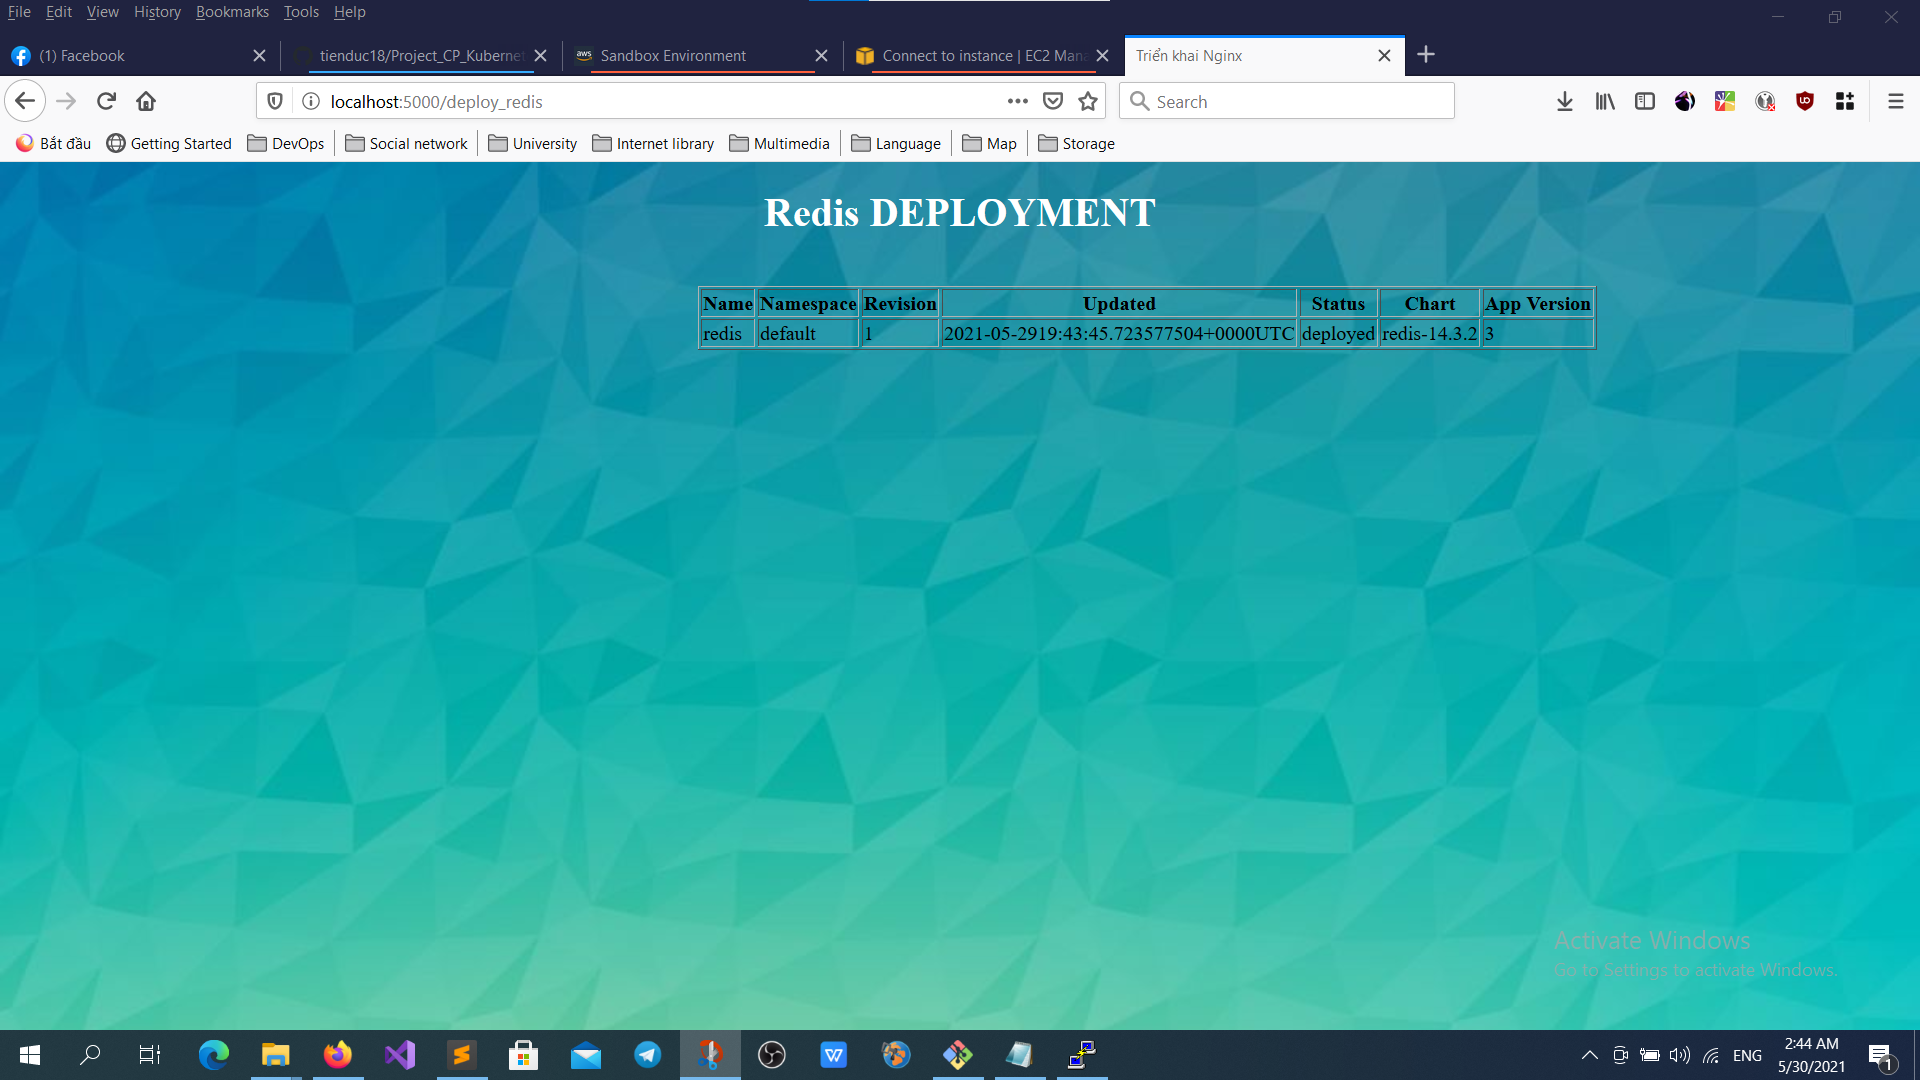 File Edit View History Bookmarks Tools Help
(1) Facebook
tienduc18/Project_CP_Kubernet
aws Sandbox Environment
Connect to instance | EC2 Mana
Triển khai Nginx
localhost:5000/deploy_redis
Search
Bắt đầu Getting Started DevOps Social network University Internet library Multimedia Language Map Storage
Redis DEPLOYMENT
Name Namespace Revision Updated Status Chart App Version
redis default 1 2021-05-2919:43:45.723577504+0000UTC deployed redis-14.3.2 3
Activate Windows
Go to Settings to activate Windows.
ENG
2:44 AM
5/30/2021
1